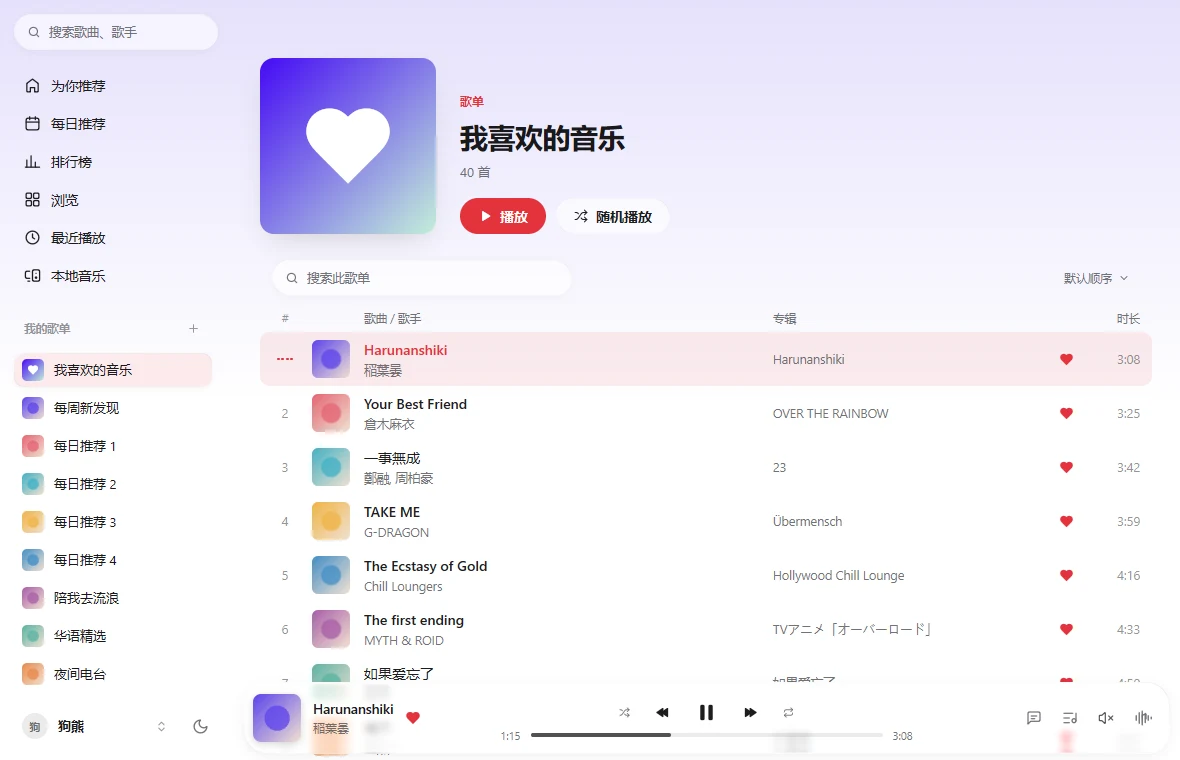 搜索歌曲、歌手
为你推荐
每日推荐
排行榜
浏览
最近播放
本地音乐
我的歌单
我喜欢的音乐
每周新发现
每日推荐 1
每日推荐 2
每日推荐 3
每日推荐 4
陪我去流浪
华语精选
夜间电台
狗 狗熊
歌单
我喜欢的音乐
40 首
播放 随机播放
搜索此歌单 默认顺序
# 歌曲 / 歌手 专辑 时长
Harunanshiki
稲葉曇
Harunanshiki 3:08
2 Your Best Friend
倉木麻衣
OVER THE RAINBOW 3:25
3 一事無成
鄭融, 周柏豪
23 3:42
4 TAKE ME
G-DRAGON
Übermensch 3:59
5 The Ecstasy of Gold
Chill Loungers
Hollywood Chill Lounge 4:16
6 The first ending
MYTH & ROID
TVアニメ「オーバーロード」 4:33
7 如果爱忘了
如果爱忘了 4:50
Harunanshiki
稲葉曇
1:15 3:08